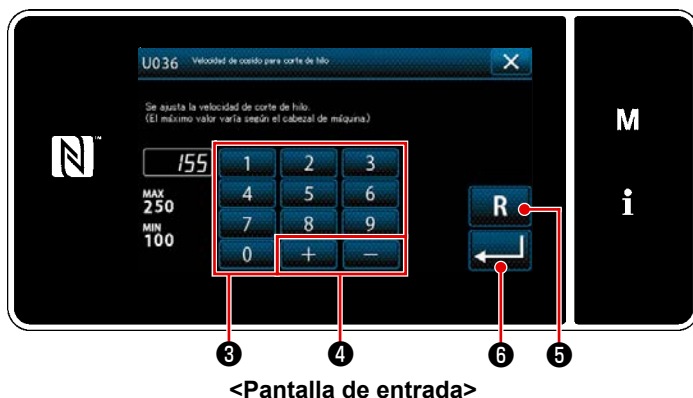 U036 Velocidad de cosido para corte de hilo
Se ajusta la velocidad de corte de hilo.
(El máximo valor varía según el cabezal de máquina.)
155
MAX
250
MIN
100
1 2 3
4 5 6
7 8 9
0 + −
R
M
i
N™
❸ ❹ ❻ ❺
<Pantalla de entrada>